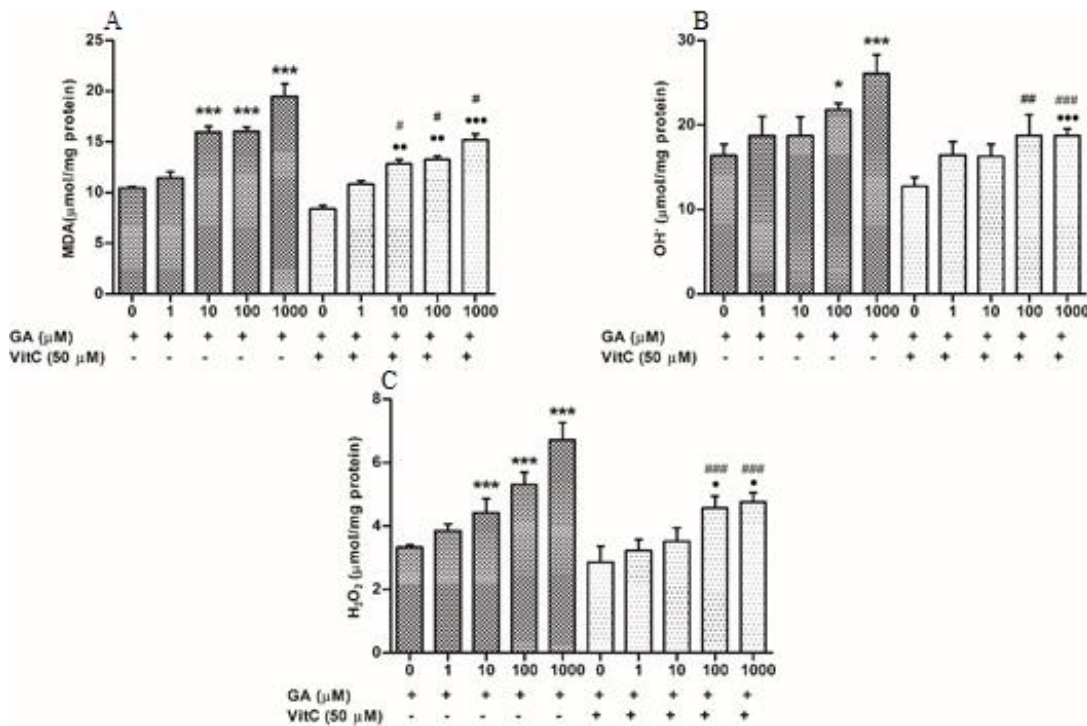 A
MDA(µmol/mg protein)
25
20
15
10
5
0
*** *** *** # # #
•• •• •••
0 1 10 100 1000 0 1 10 100 1000
GA (µM) + + + + + + + + + +
VitC (50 µM) - - - - - + + + + +
B
OH· (µmol/mg protein)
30
20
10
0
* *** ## ###
•••
0 1 10 100 1000 0 1 10 100 1000
+ + + + + + + + + +
GA (µM)
- - - - - + + + + +
VitC (50 µM)
C
H₂O₂ (µmol/mg protein)
8
6
4
2
0
*** *** *** ### ###
• •
0 1 10 100 1000 0 1 10 100 1000
GA (µM) + + + + + + + + + +
VitC (50 µM) - - - - - + + + + +